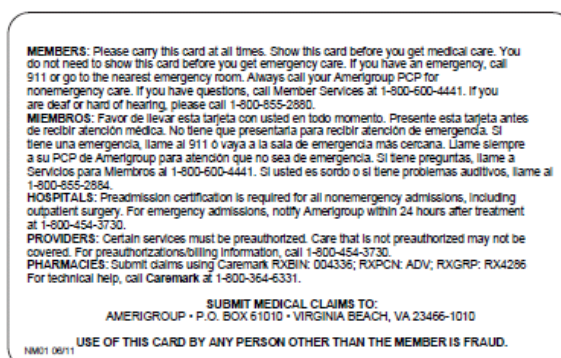 MEMBERS: Please carry this card at all times. Show this card before you get medical care. You
do not need to show this card before you get emergency care. If you have an emergency, call
911 or go to the nearest emergency room. Always call your Amerigroup PCP for
nonemergency care. If you have questions, call Member Services at 1-800-600-4441. If you
are deaf or hard of hearing, please call 1-800-855-2880.
MIEMBROS: Favor de llevar esta tarjeta con usted en todo momento. Presente esta tarjeta antes
de recibir atención médica. No tiene que presentarla para recibir atención de emergencia. Si
tiene una emergencia, llame al 911 ó vaya a la sala de emergencia más cercana. Llame siempre
a su PCP de Amerigroup para atención que no sea de emergencia. Si tiene preguntas, llame a
Servicios para Miembros al 1-800-600-4441. Si usted es sordo o si tiene problemas auditivos, llame al
1-800-855-2884.
HOSPITALS: Preadmission certification is required for all nonemergency admissions, including
outpatient surgery. For emergency admissions, notify Amerigroup within 24 hours after treatment
at 1-800-454-3730.
PROVIDERS: Certain services must be preauthorized. Care that is not preauthorized may not be
covered. For preauthorizations/billing information, call 1-800-454-3730.
PHARMACIES: Submit claims using Caremark RXBIN: 004336; RXPCN: ADV; RXGRP: RX4286
For technical help, call Caremark at 1-800-364-6331.
SUBMIT MEDICAL CLAIMS TO:
AMERIGROUP • P.O. BOX 61010 • VIRGINIA BEACH, VA 23466-1010
USE OF THIS CARD BY ANY PERSON OTHER THAN THE MEMBER IS FRAUD.
NM01 06/11